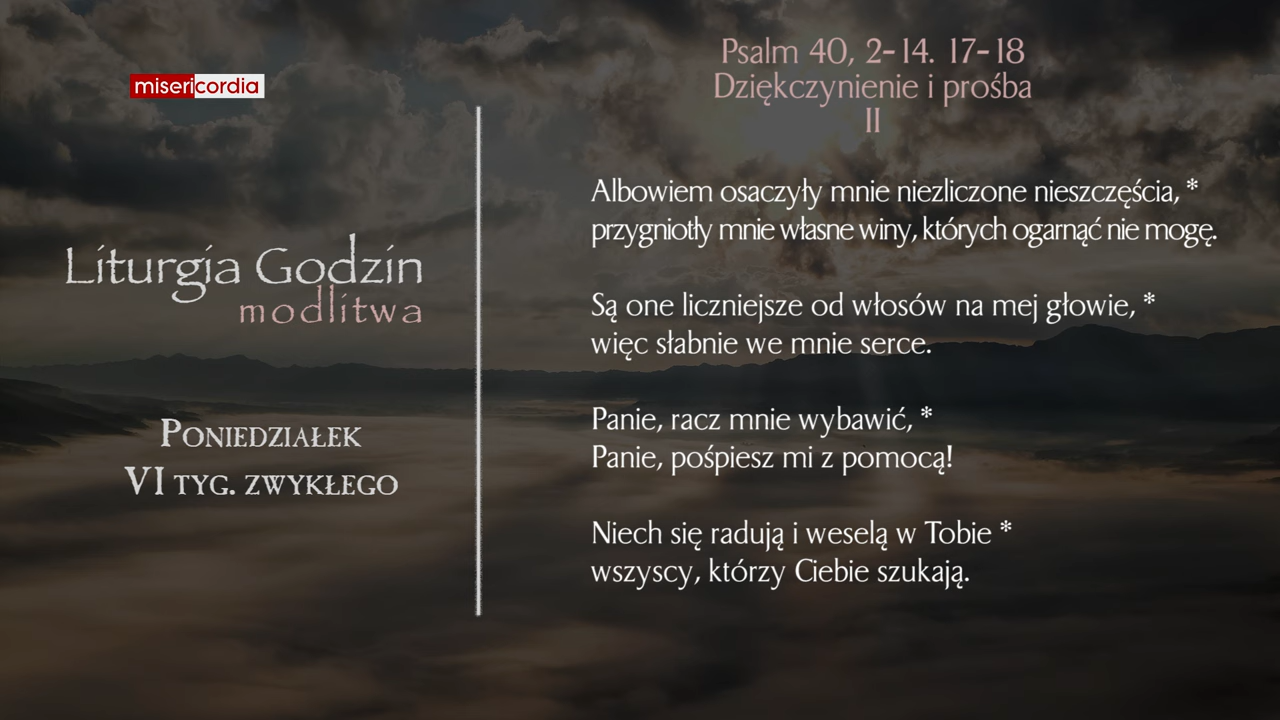 misericordia
Liturgia Godzin
modlitwa
Poniedziałek
VI tyg. zwykłego
Psalm 40, 2-14. 17-18
Dziękczynienie i prośba
II
Albowiem osaczyły mnie niezliczone nieszczęścia, *
przygniotły mnie własne winy, których ogarnąć nie mogę.
Są one liczniejsze od włosów na mej głowie, *
więc słabnie we mnie serce.
Panie, racz mnie wybawić, *
Panie, pośpiesz mi z pomocą!
Niech się radują i weselą w Tobie *
wszyscy, którzy Ciebie szukają.